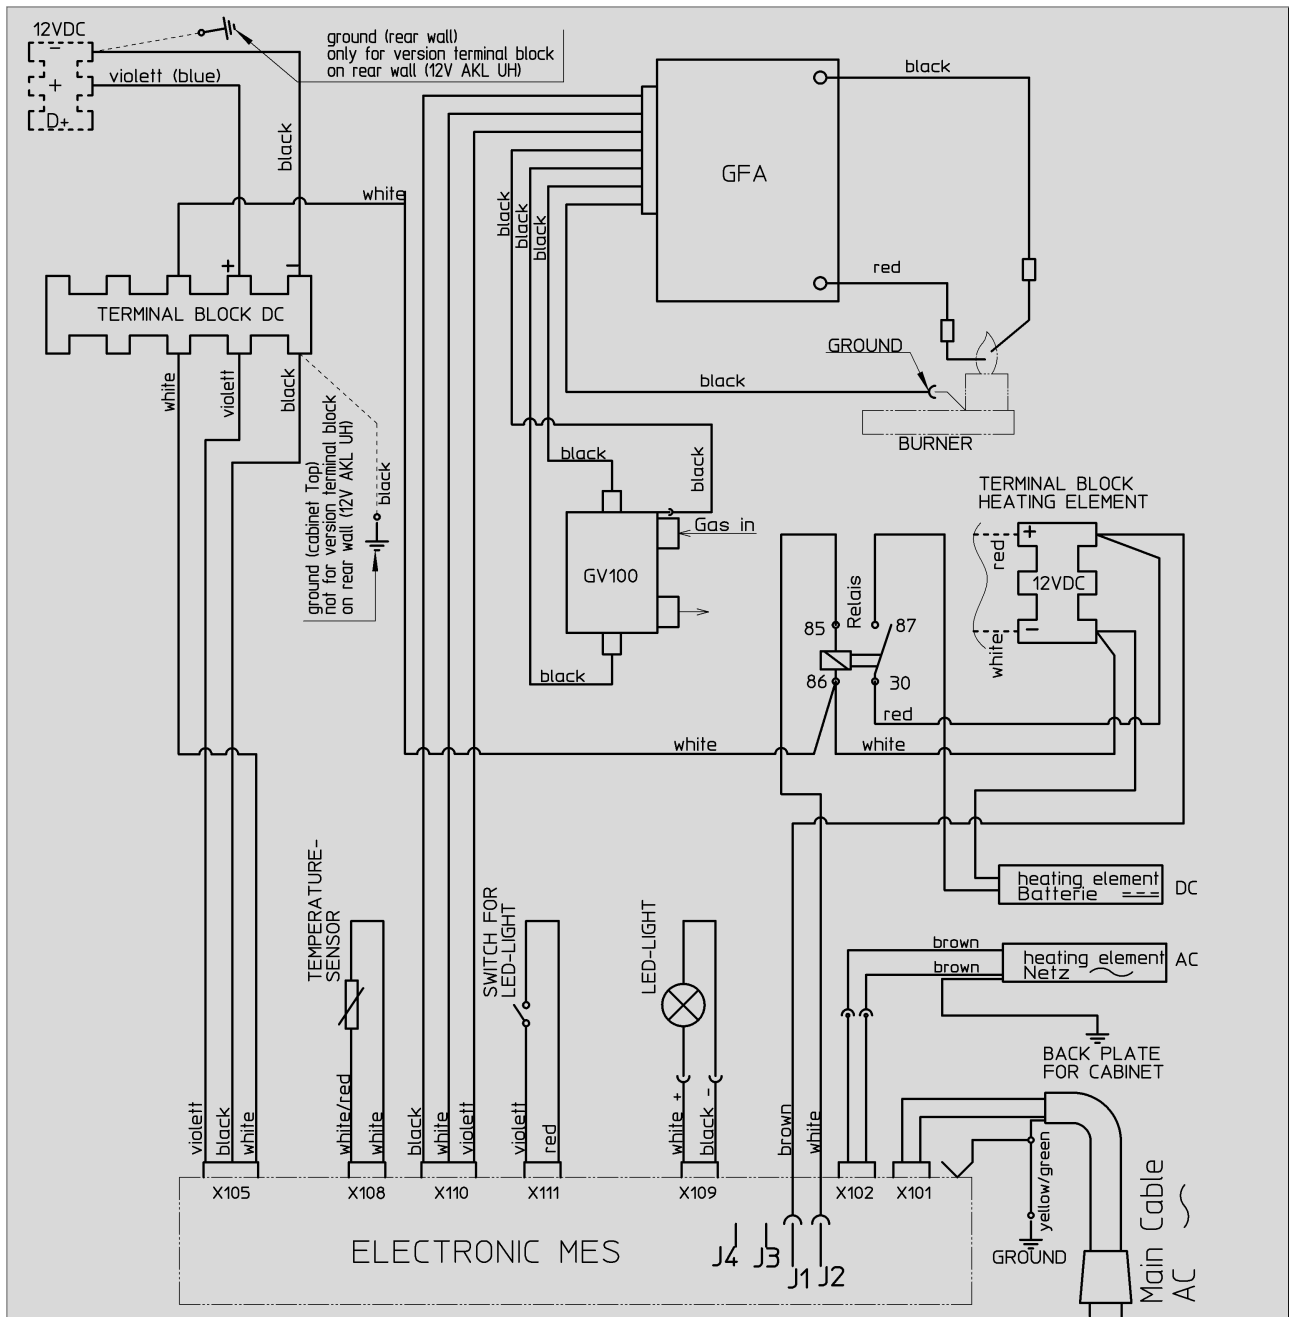 12VDC
−
+
D+
violett (blue)
black
ground (rear wall)
only for version terminal block
on rear wall (12V AKL UH)
white
+
−
TERMINAL BLOCK DC
white
violett
black
ground (cabinet Top)
not for version terminal block
on rear wall (12V AKL UH)
black
GFA
black
red
black
black
black
GROUND
black
BURNER
black
black
Gas in
GV100
black
TERMINAL BLOCK
HEATING ELEMENT
red
+
12VDC
−
white
Relais
85
87
86
30
red
white
white
heating element
Batterie
DC
brown
brown
heating element
Netz
AC
BACK PLATE
FOR CABINET
TEMPERATURE-
SENSOR
SWITCH FOR
LED-LIGHT
LED-LIGHT
violett
black
white
white/red
white
black
white
violett
violett
red
white +
black -
brown
white
yellow/green
GROUND
Main Cable
AC
X105
X108
X110
X111
X109
X102
X101
ELECTRONIC MES
J4
J3
J1
J2